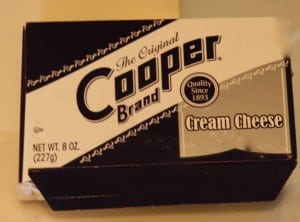 The Original
Cooper®
Brand
Quality
Since
1893
Cream Cheese
NET WT. 8 OZ.
(227g)